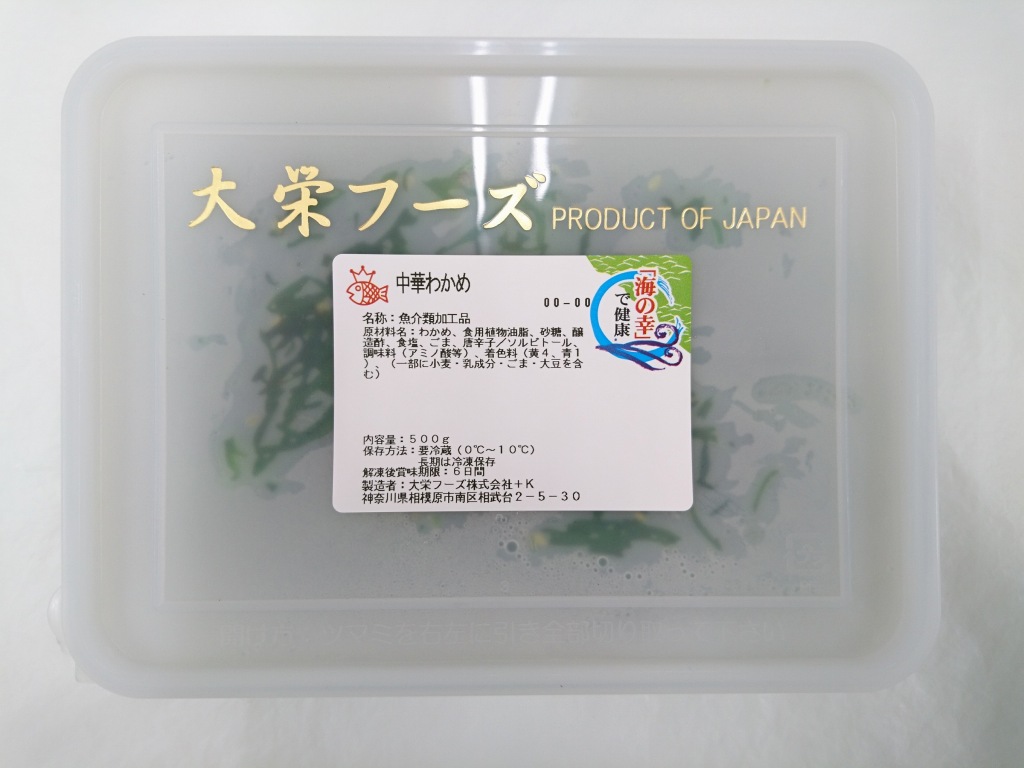 大栄フーズ PRODUCT OF JAPAN
中華わかめ
00-00
「海の幸」
で健康
名称:魚介類加工品
原材料名:わかめ、食用植物油脂、砂糖、醸
造酢、食塩、ごま、唐辛子/ソルビトール、
調味料(アミノ酸等)、着色料(黄4、青1
)、(一部に小麦・乳成分・ごま・大豆を含
む)
内容量:500g
保存方法:要冷蔵(0℃~10℃)
長期は冷凍保存
解凍後賞味期限:6日間
製造者:大栄フーズ株式会社+K
神奈川県相模原市南区相武台2-5-30